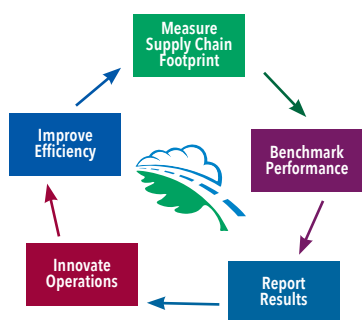 Measure
Supply Chain
Footprint
Benchmark
Performance
Report
Results
Innovate
Operations
Improve
Efficiency